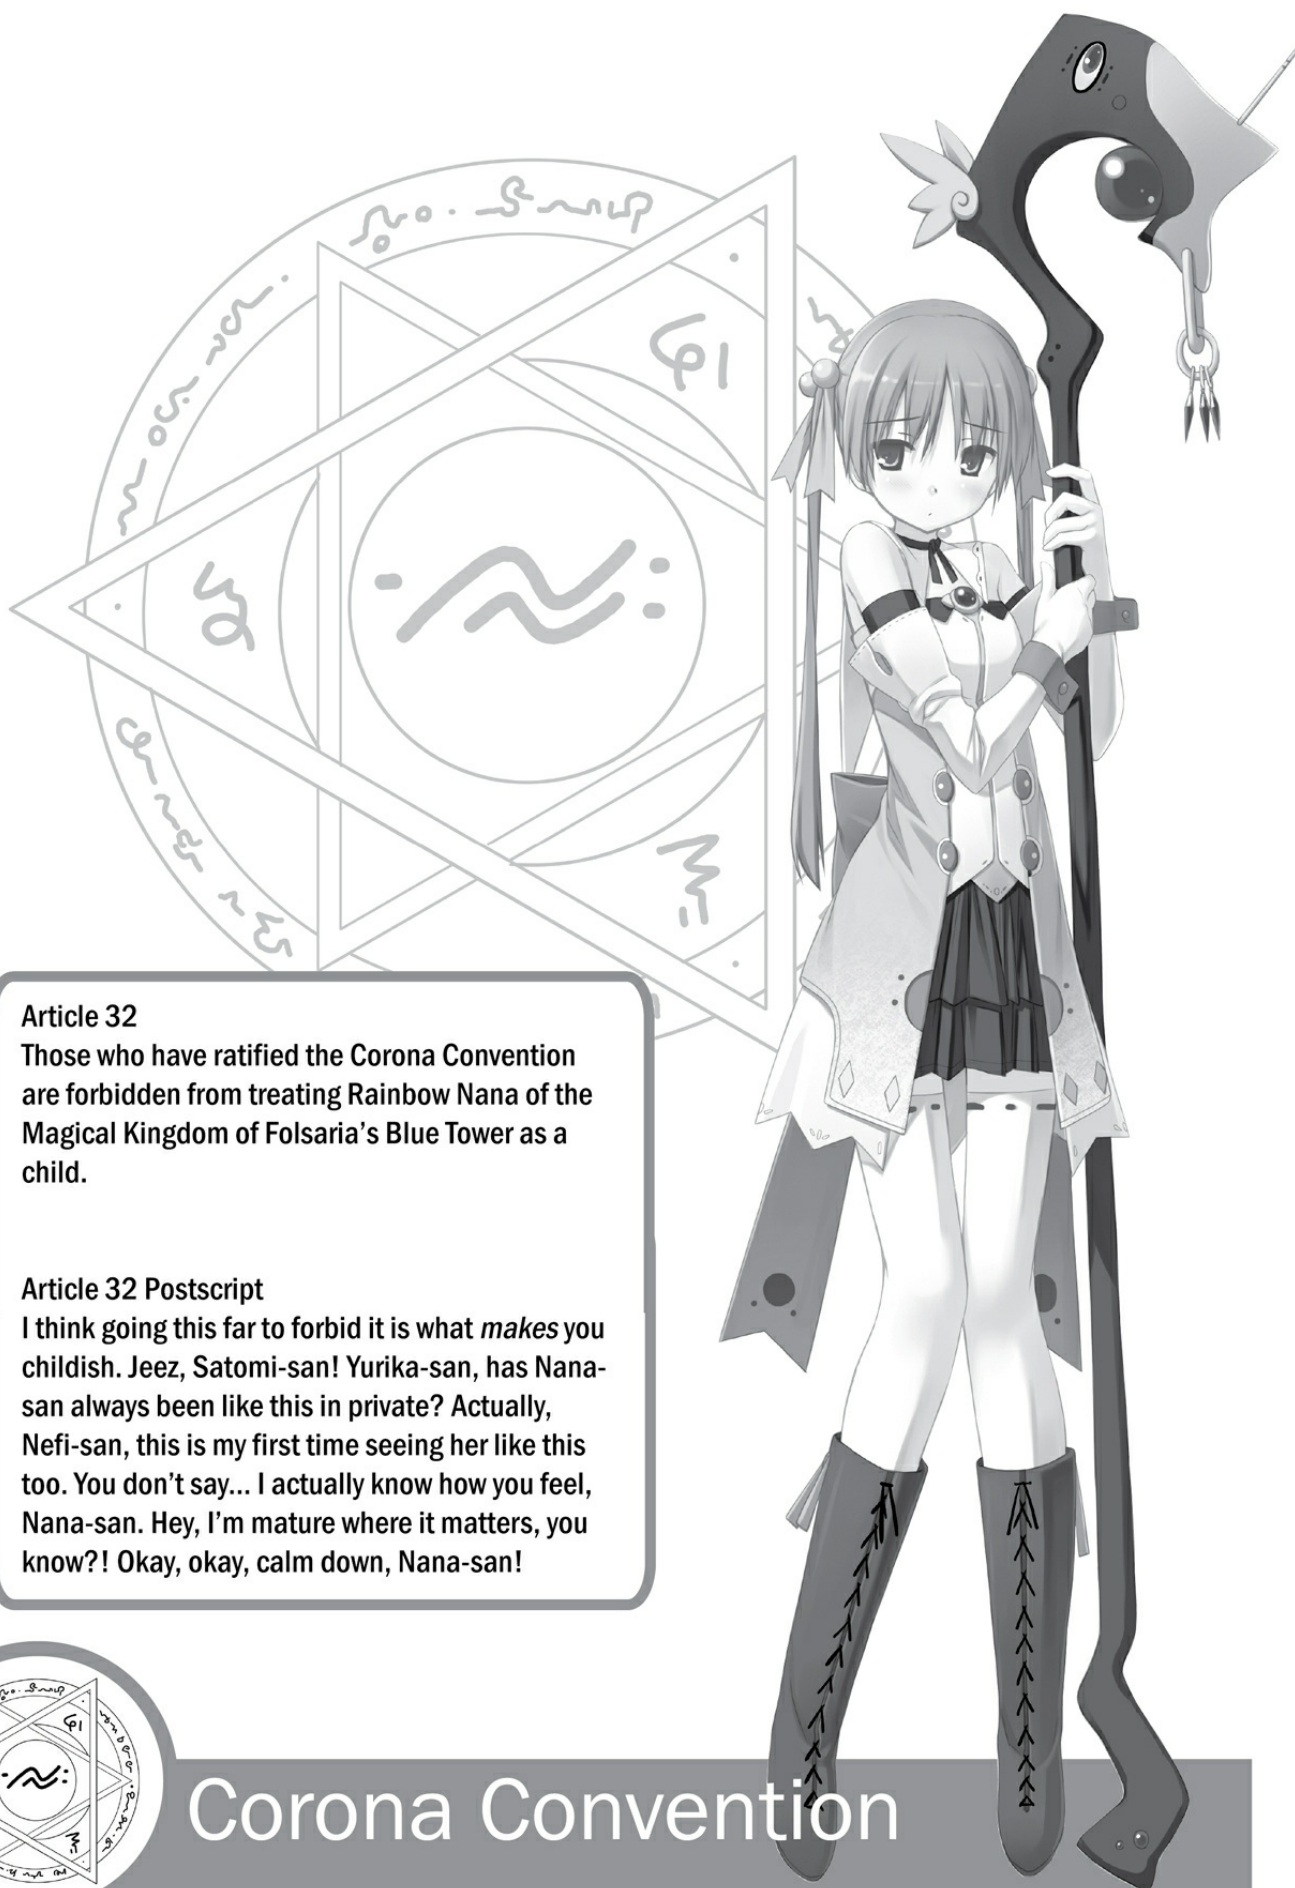 Article 32
Those who have ratified the Corona Convention
are forbidden from treating Rainbow Nana of the
Magical Kingdom of Folsaria’s Blue Tower as a
child.
Article 32 Postscript
I think going this far to forbid it is what makes you
childish. Jeez, Satomi-san! Yurika-san, has Nana-
san always been like this in private? Actually,
Nefi-san, this is my first time seeing her like this
too. You don’t say... I actually know how you feel,
Nana-san. Hey, I’m mature where it matters, you
know?! Okay, okay, calm down, Nana-san!
Corona Convention